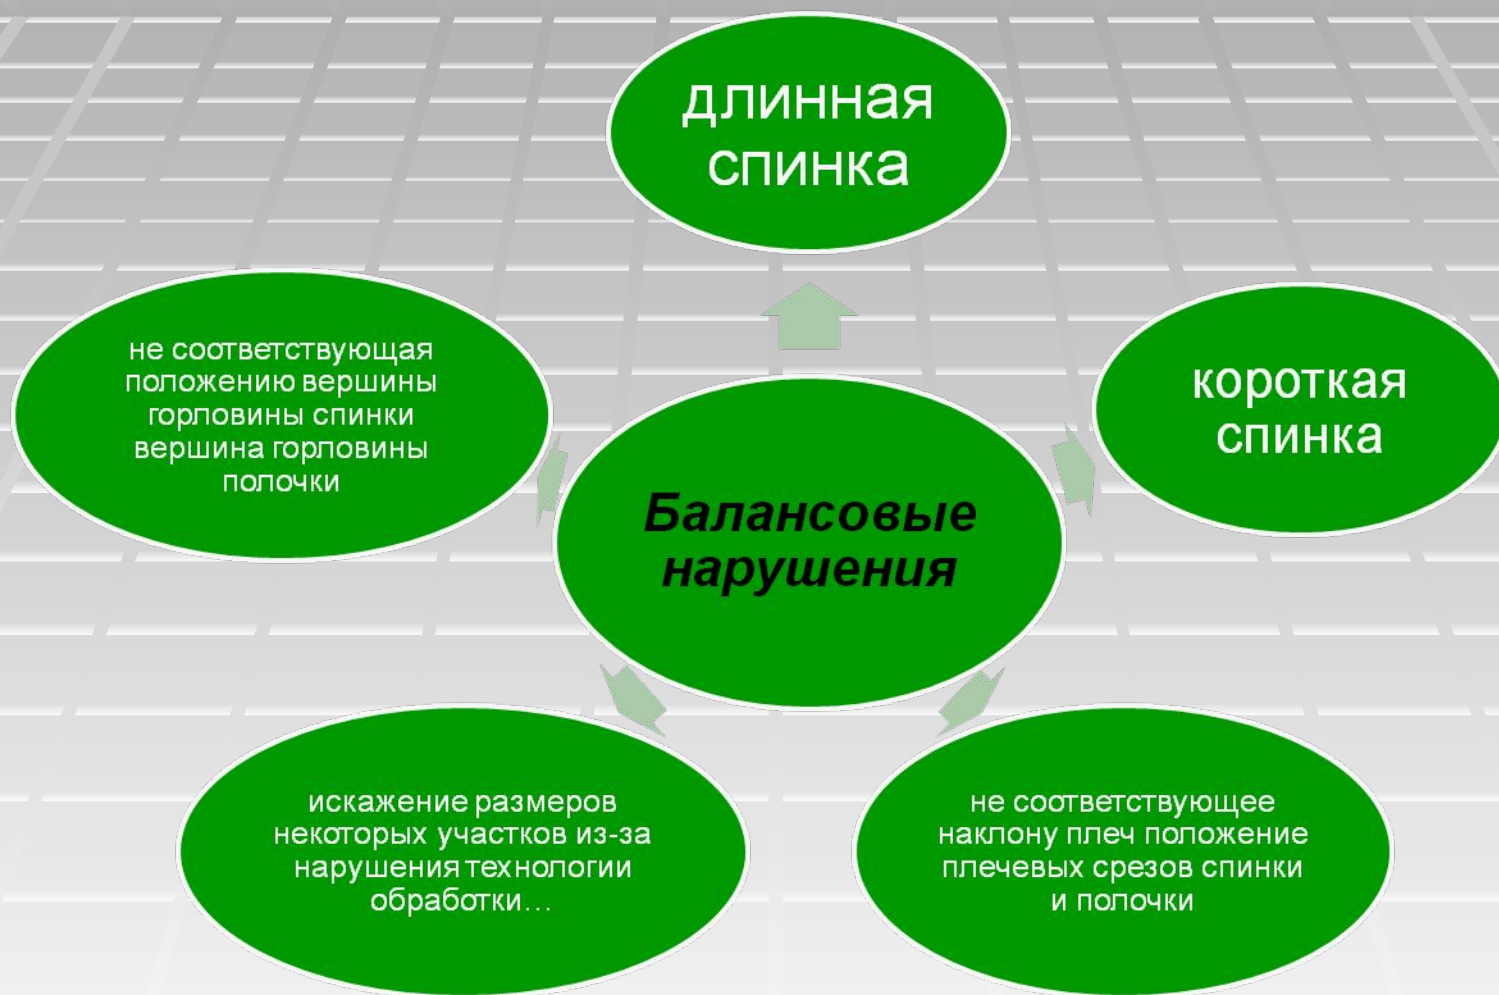 длинная
спинка
не соответствующая
положению вершины
горловины спинки
вершина горловины
полочки
короткая
спинка
Балансовые
нарушения
искажение размеров
некоторых участков из-за
нарушения технологии
обработки…
не соответствующее
наклону плеч положение
плечевых срезов спинки
и полочки